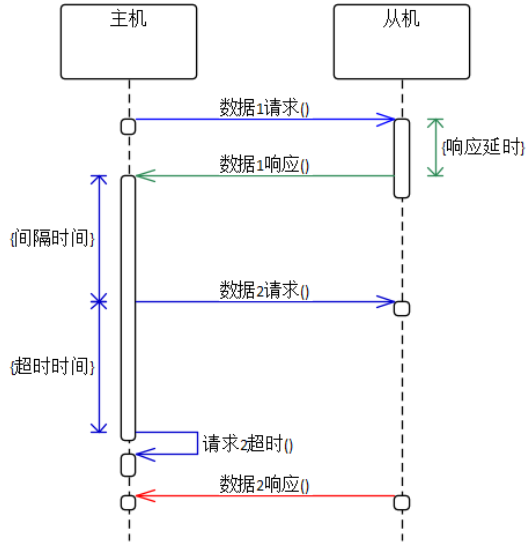 主机
从机
数据1请求()
{响应延时}
数据1响应()
{间隔时间}
数据2请求()
{超时时间}
请求2超时()
数据2响应()